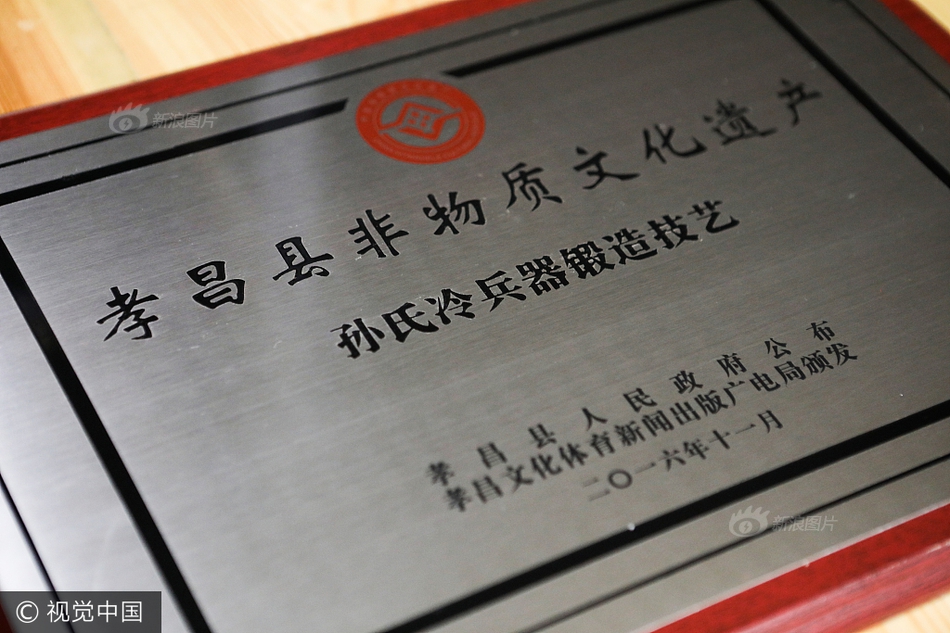 新浪图片
孝昌县非物质文化遗产
孙氏冷兵器锻造技艺
孝昌县人民政府公布
孝昌文化体育新闻出版广电局颁发
二〇一六年十一月
新浪图片
© 视觉中国